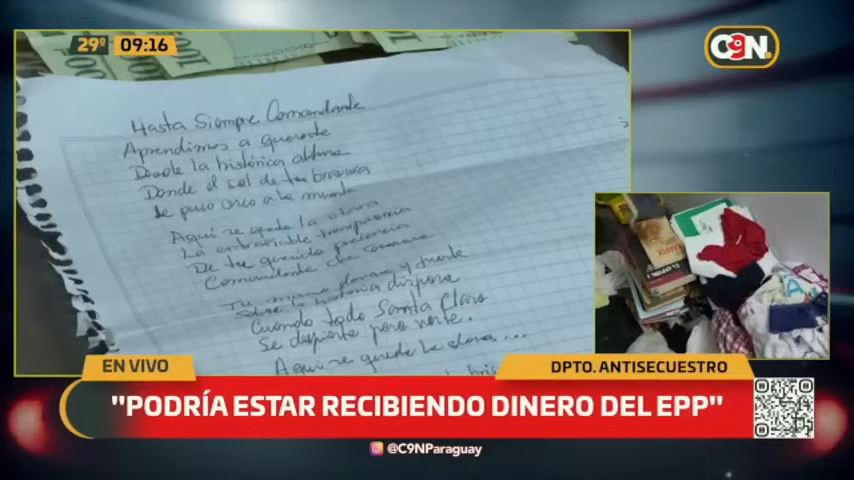 29º 09:16
C9N.
100
Hasta Siempre Comandante
Aprendimos a quererte
Desde la histórica altura
Donde el sol de tu bravura
le puso cerco a la muerte
Aquí se queda la clara
La entrañable transparencia
De tu querida presencia
Comandante che
Tu mano gloriosa y fuerte
Sobre la historia dispara
Cuando todo Santa Clara
Se despierta para verte.
Aquí se queda la clara...
EN VIVO
DPTO. ANTISECUESTRO
"PODRÍA ESTAR RECIBIENDO DINERO DEL EPP"
@C9NParaguay